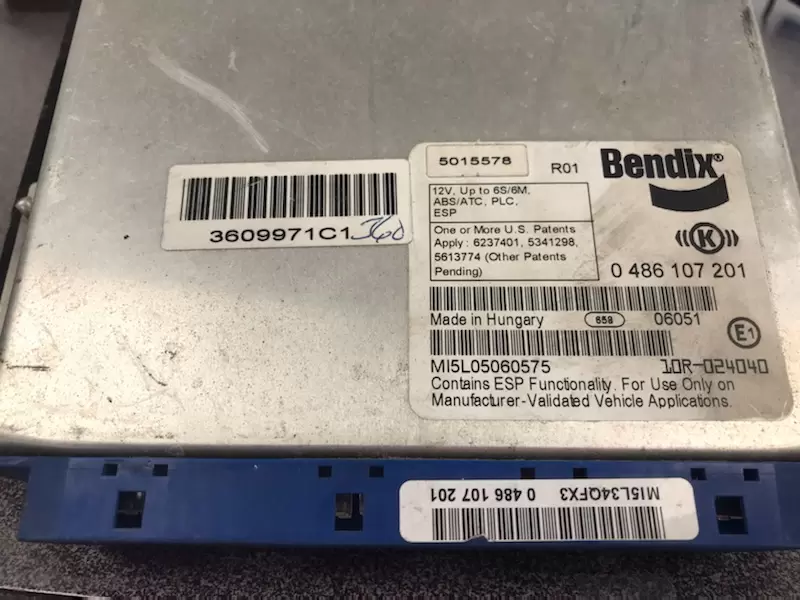 5015578
R01
Bendix®
12V, Up to 6S/6M,
ABS/ATC, PLC,
ESP
One or More U.S. Patents
Apply : 6237401, 5341298,
5613774 (Other Patents
Pending)
K
0 486 107 201
Made in Hungary
658
06051
E1
MI5L05060575
10R-024040
Contains ESP Functionality. For Use Only on
Manufacturer-Validated Vehicle Applications.
3609971C1
360
MI5L34QFX3 0 486 107 201